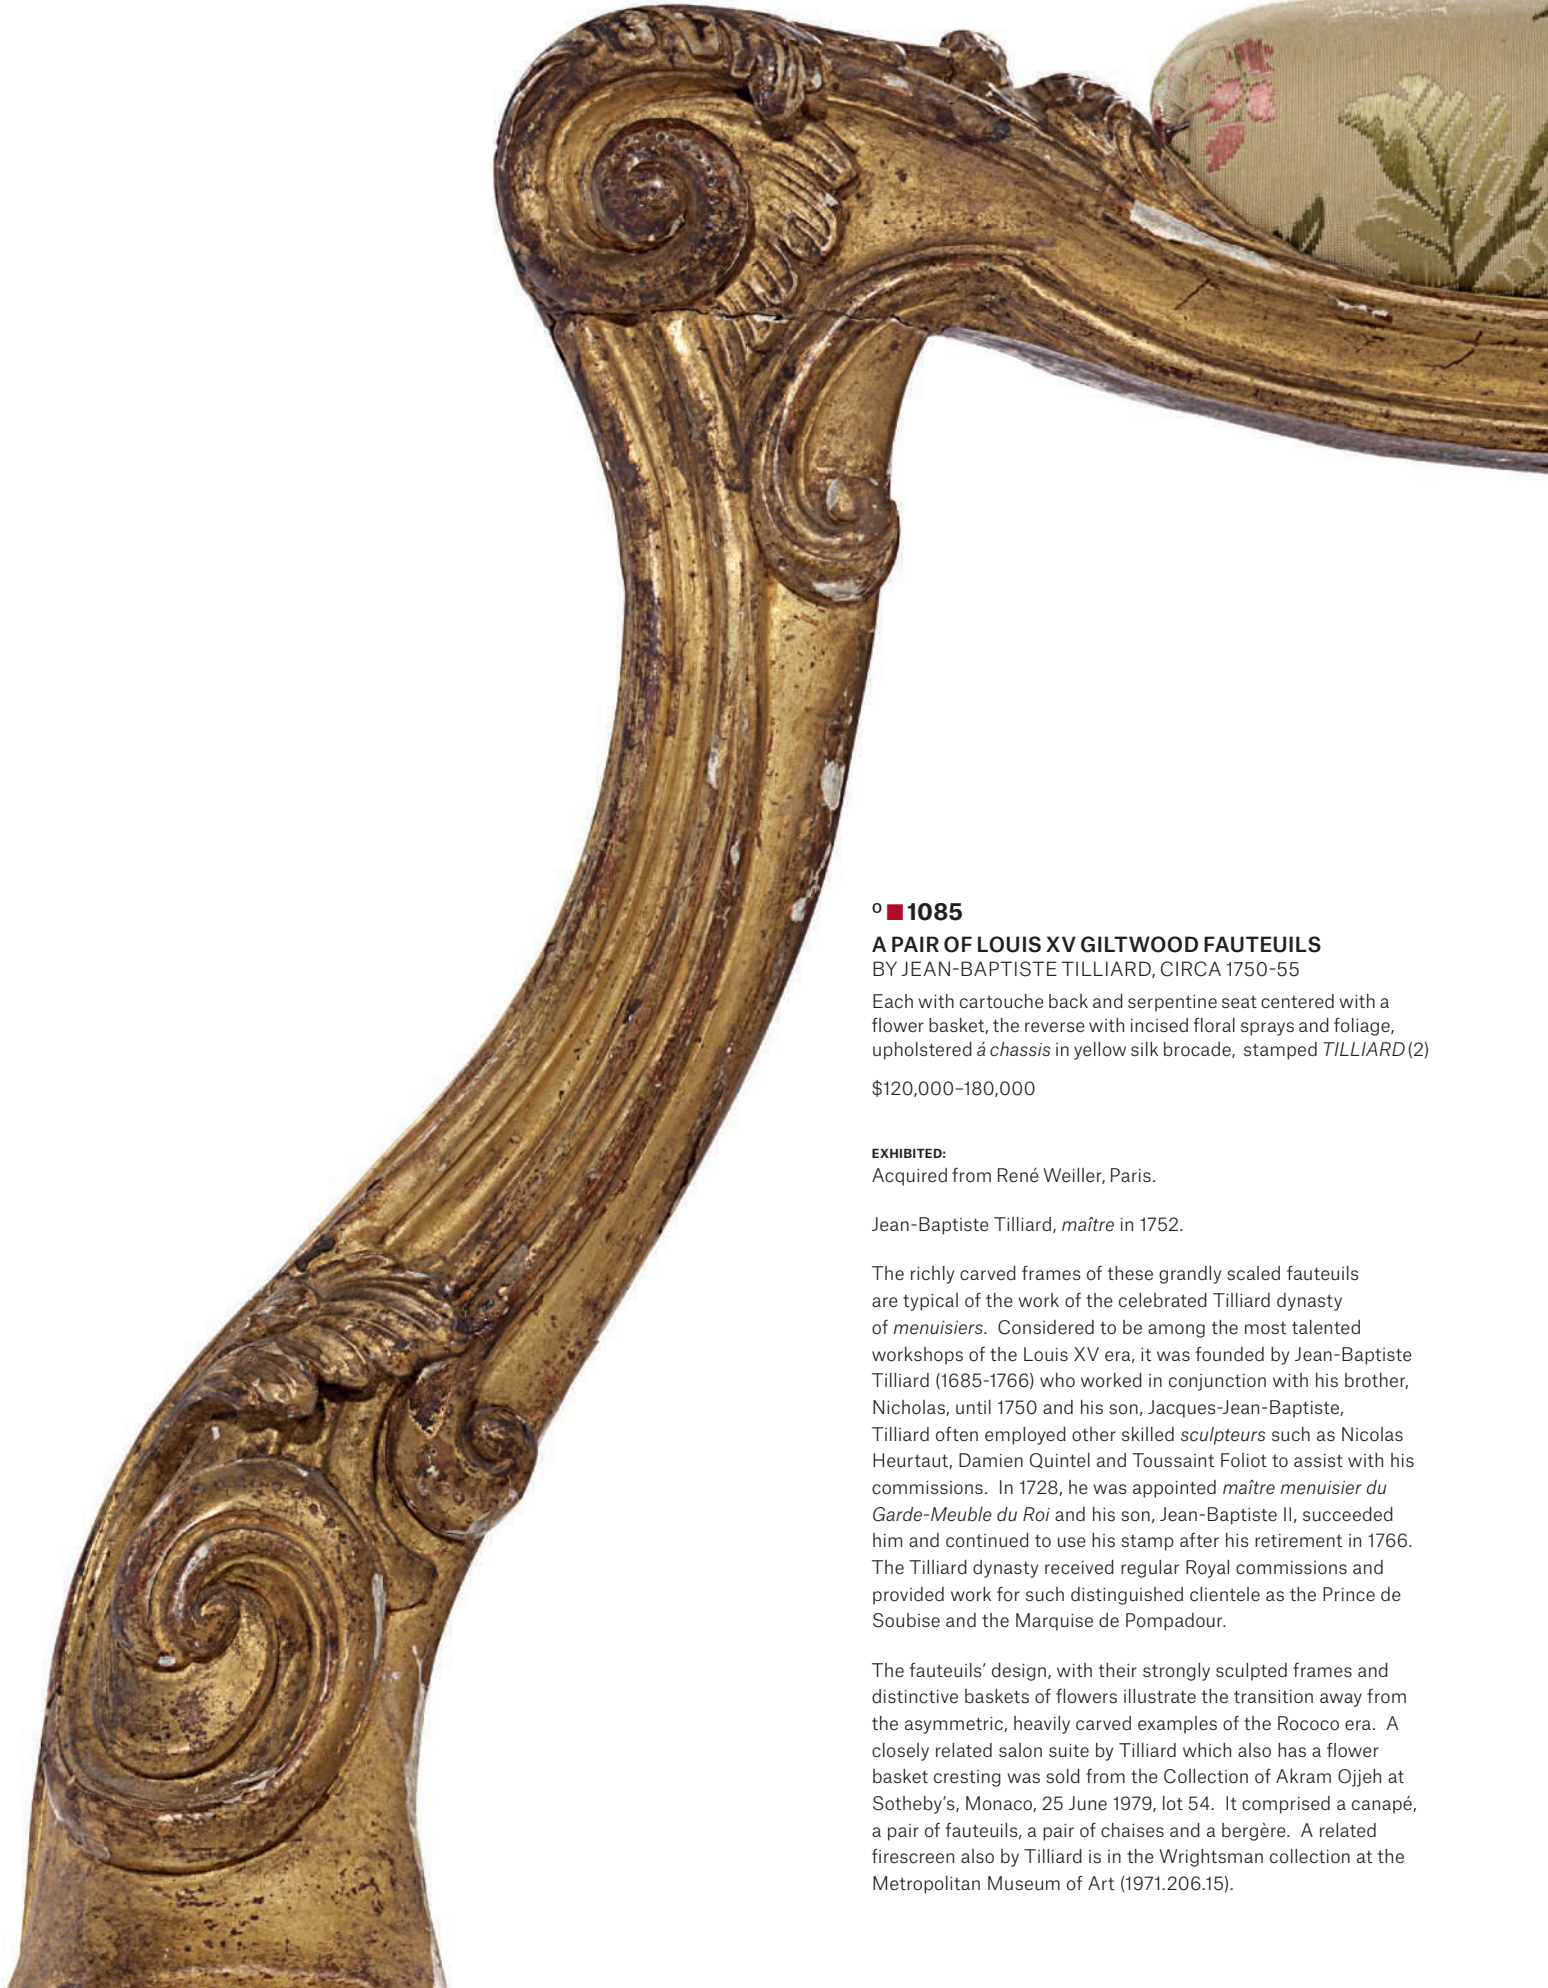 o ■ 1085
A PAIR OF LOUIS XV GILTWOOD FAUTEUILS
BY JEAN-BAPTISTE TILLIARD, CIRCA 1750-55
Each with cartouche back and serpentine seat centered with a
flower basket, the reverse with incised floral sprays and foliage,
upholstered á chassis in yellow silk brocade, stamped TILLIARD (2)
$120,000–180,000
EXHIBITED:
Acquired from René Weiller, Paris.
Jean-Baptiste Tilliard, maître in 1752.
The richly carved frames of these grandly scaled fauteuils
are typical of the work of the celebrated Tilliard dynasty
of menuisiers. Considered to be among the most talented
workshops of the Louis XV era, it was founded by Jean-Baptiste
Tilliard (1685-1766) who worked in conjunction with his brother,
Nicholas, until 1750 and his son, Jacques-Jean-Baptiste,
Tilliard often employed other skilled sculpteurs such as Nicolas
Heurtaut, Damien Quintel and Toussaint Foliot to assist with his
commissions. In 1728, he was appointed maître menuisier du
Garde-Meuble du Roi and his son, Jean-Baptiste II, succeeded
him and continued to use his stamp after his retirement in 1766.
The Tilliard dynasty received regular Royal commissions and
provided work for such distinguished clientele as the Prince de
Soubise and the Marquise de Pompadour.
The fauteuils’ design, with their strongly sculpted frames and
distinctive baskets of flowers illustrate the transition away from
the asymmetric, heavily carved examples of the Rococo era. A
closely related salon suite by Tilliard which also has a flower
basket cresting was sold from the Collection of Akram Ojjeh at
Sotheby’s, Monaco, 25 June 1979, lot 54. It comprised a canapé,
a pair of fauteuils, a pair of chaises and a bergère. A related
firescreen also by Tilliard is in the Wrightsman collection at the
Metropolitan Museum of Art (1971.206.15).